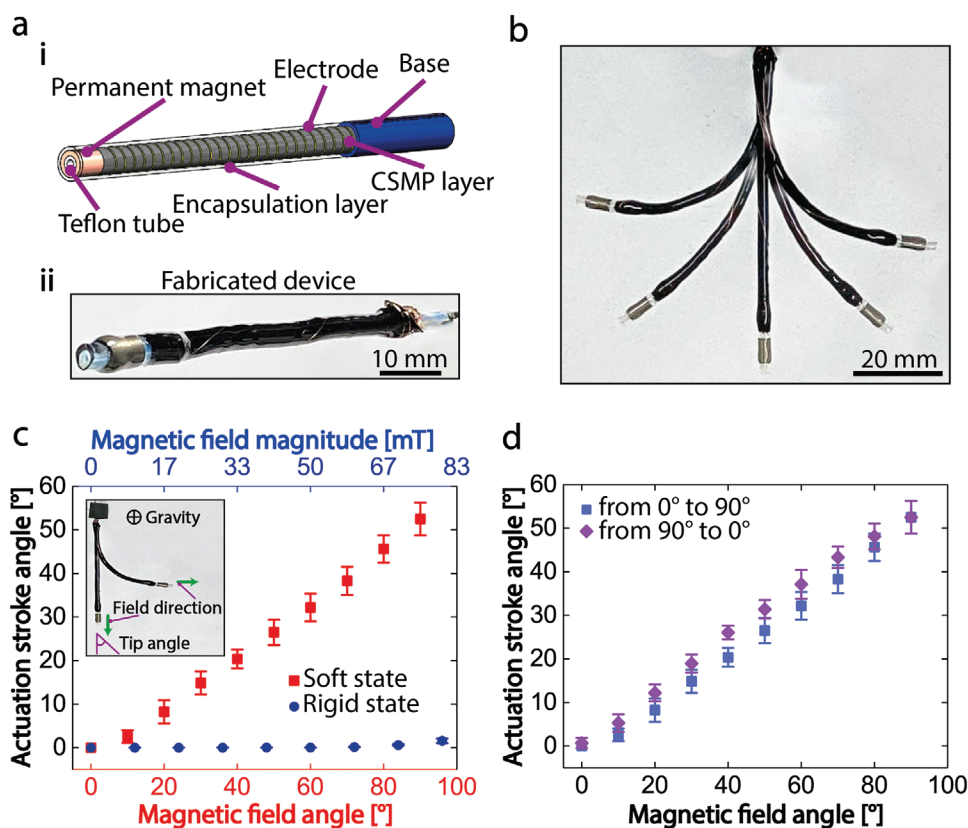 a
i
Permanent magnet
Electrode
Base
Teflon tube
Encapsulation layer
CSMP layer
ii
Fabricated device
10 mm
b
20 mm
c
Magnetic field magnitude [mT]
0 17 33 50 67 83
Actuation stroke angle [°]
60
50
40
30
20
10
0
⊕ Gravity
Field direction
Tip angle
Soft state
Rigid state
0 20 40 60 80 100
Magnetic field angle [°]
d
Actuation stroke angle [°]
60
50
40
30
20
10
0
from 0° to 90°
from 90° to 0°
0 20 40 60 80 100
Magnetic field angle [°]